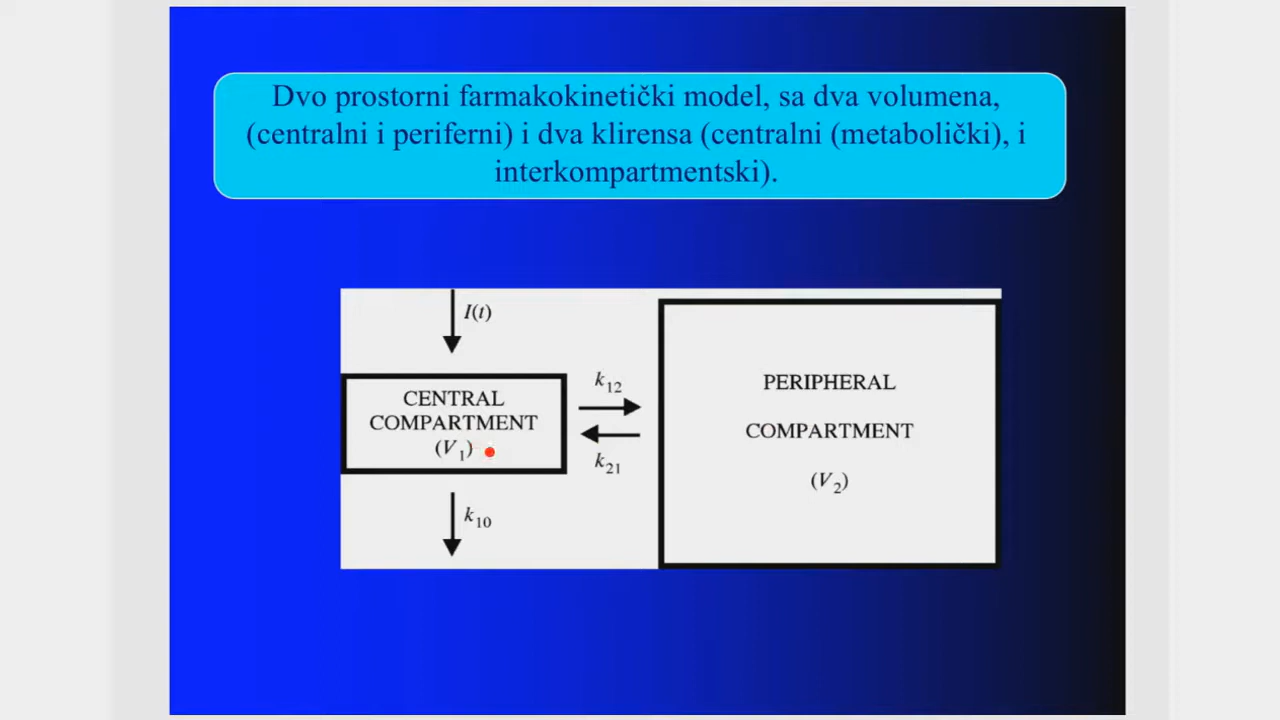 Dvo prostorni farmakokinetički model, sa dva volumena,
(centralni i periferni) i dva klirensa (centralni (metabolički), i
interkompartmentski).
I(t)
CENTRAL
COMPARTMENT
(V₁)
k₁₂
k₂₁
k₁₀
PERIPHERAL
COMPARTMENT
(V₂)